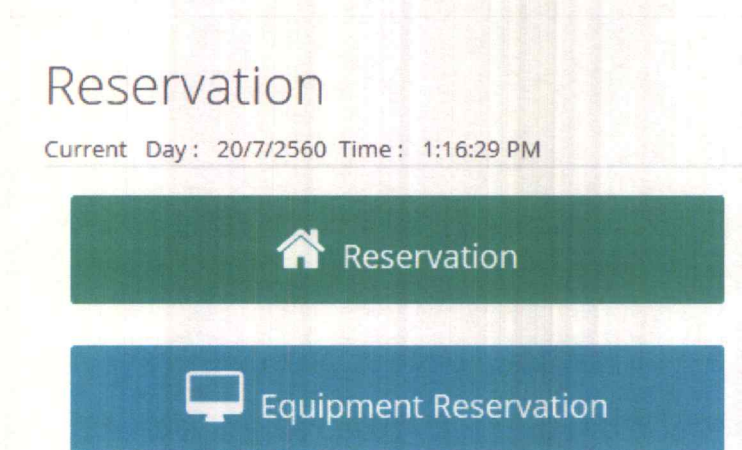 Reservation
Current Day : 20/7/2560 Time : 1:16:29 PM
Reservation
Equipment Reservation